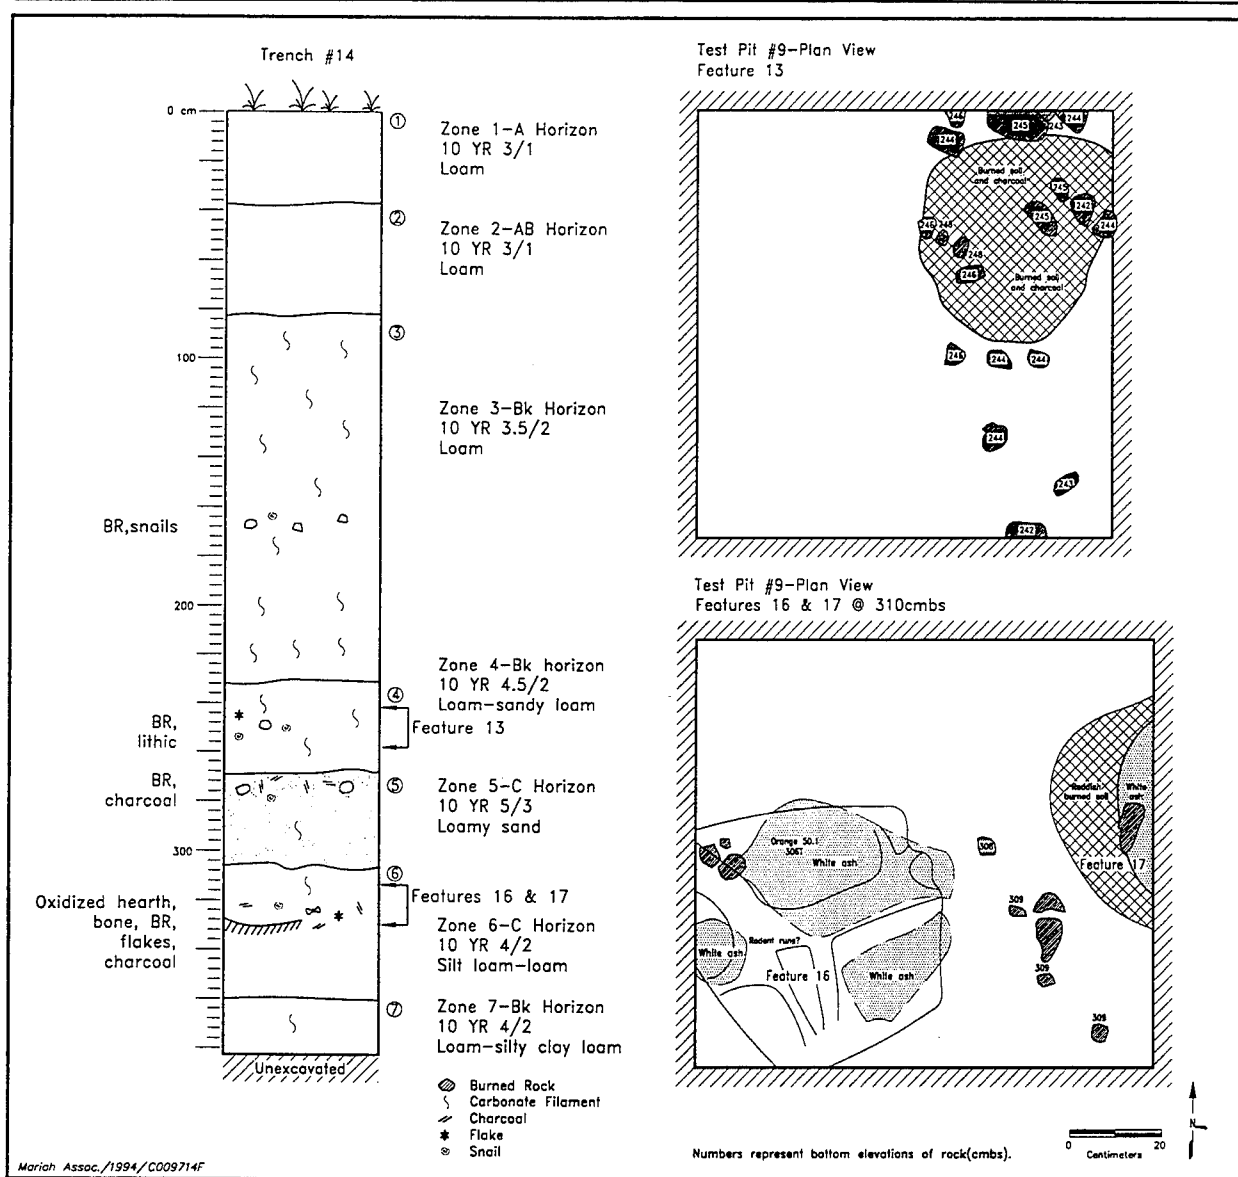 Trench #14
0 cm
100
200
300
①
Zone 1-A Horizon
10 YR 3/1
Loam
②
Zone 2-AB Horizon
10 YR 3/1
Loam
③
Zone 3-Bk Horizon
10 YR 3.5/2
Loam
BR,snails
④
Zone 4-Bk horizon
10 YR 4.5/2
Loam-sandy loam
Feature 13
BR,
lithic
⑤
BR,
charcoal
Zone 5-C Horizon
10 YR 5/3
Loamy sand
⑥
Features 16 & 17
Oxidized hearth,
bone, BR,
flakes,
charcoal
Zone 6-C Horizon
10 YR 4/2
Silt loam-loam
⑦
Zone 7-Bk Horizon
10 YR 4/2
Loam-silty clay loam
Unexcavated
Burned Rock
Carbonate Filament
Charcoal
Flake
Snail
Mariah Assoc./1994/C009714F
Test Pit #9-Plan View
Feature 13
246
245
243
244
244
Burned soil
and charcoal
245
242
245
244
246
248
248
246
Burned soil
and charcoal
246
244
244
244
243
242
Test Pit #9-Plan View
Features 16 & 17 @ 310cmbs
Reddish
burned soil
White
ash
Feature 17
Orange
306
White ash
308
309
309
309
White ash
Rodent runs?
Feature 16
White ash
N
0
20
Centimeters
Numbers represent bottom elevations of rock(cmbs).